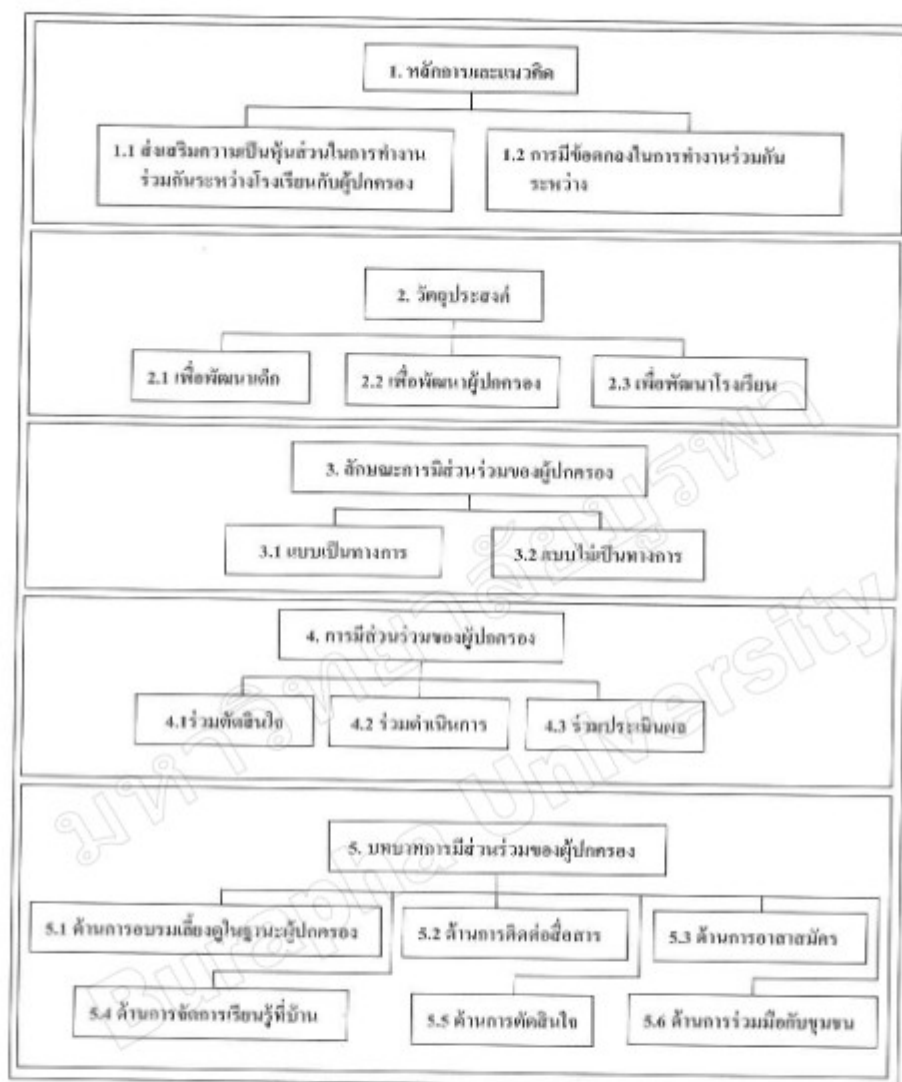 1. หลักการและแนวคิด
1.1 ส่งเสริมความเป็นหุ้นส่วนในการทำงาน
ร่วมกันระหว่างโรงเรียนกับผู้ปกครอง
1.2 การมีข้อตกลงในการทำงานร่วมกัน
ระหว่าง
2. วัตถุประสงค์
2.1 เพื่อพัฒนาเด็ก
2.2 เพื่อพัฒนาผู้ปกครอง
2.3 เพื่อพัฒนาโรงเรียน
3. ลักษณะการมีส่วนร่วมของผู้ปกครอง
3.1 แบบเป็นทางการ
3.2 แบบไม่เป็นทางการ
4. การมีส่วนร่วมของผู้ปกครอง
4.1ร่วมตัดสินใจ
4.2 ร่วมดำเนินการ
4.3 ร่วมประเมินผล
5. บทบาทการมีส่วนร่วมของผู้ปกครอง
5.1 ด้านการอบรมเลี้ยงดูในฐานะผู้ปกครอง
5.2 ด้านการติดต่อสื่อสาร
5.3 ด้านการอาสาสมัคร
5.4 ด้านการจัดการเรียนรู้ที่บ้าน
5.5 ด้านการตัดสินใจ
5.6 ด้านการร่วมมือกับชุมชน
มหาวิทยาลัยบูรพา
Burapha University